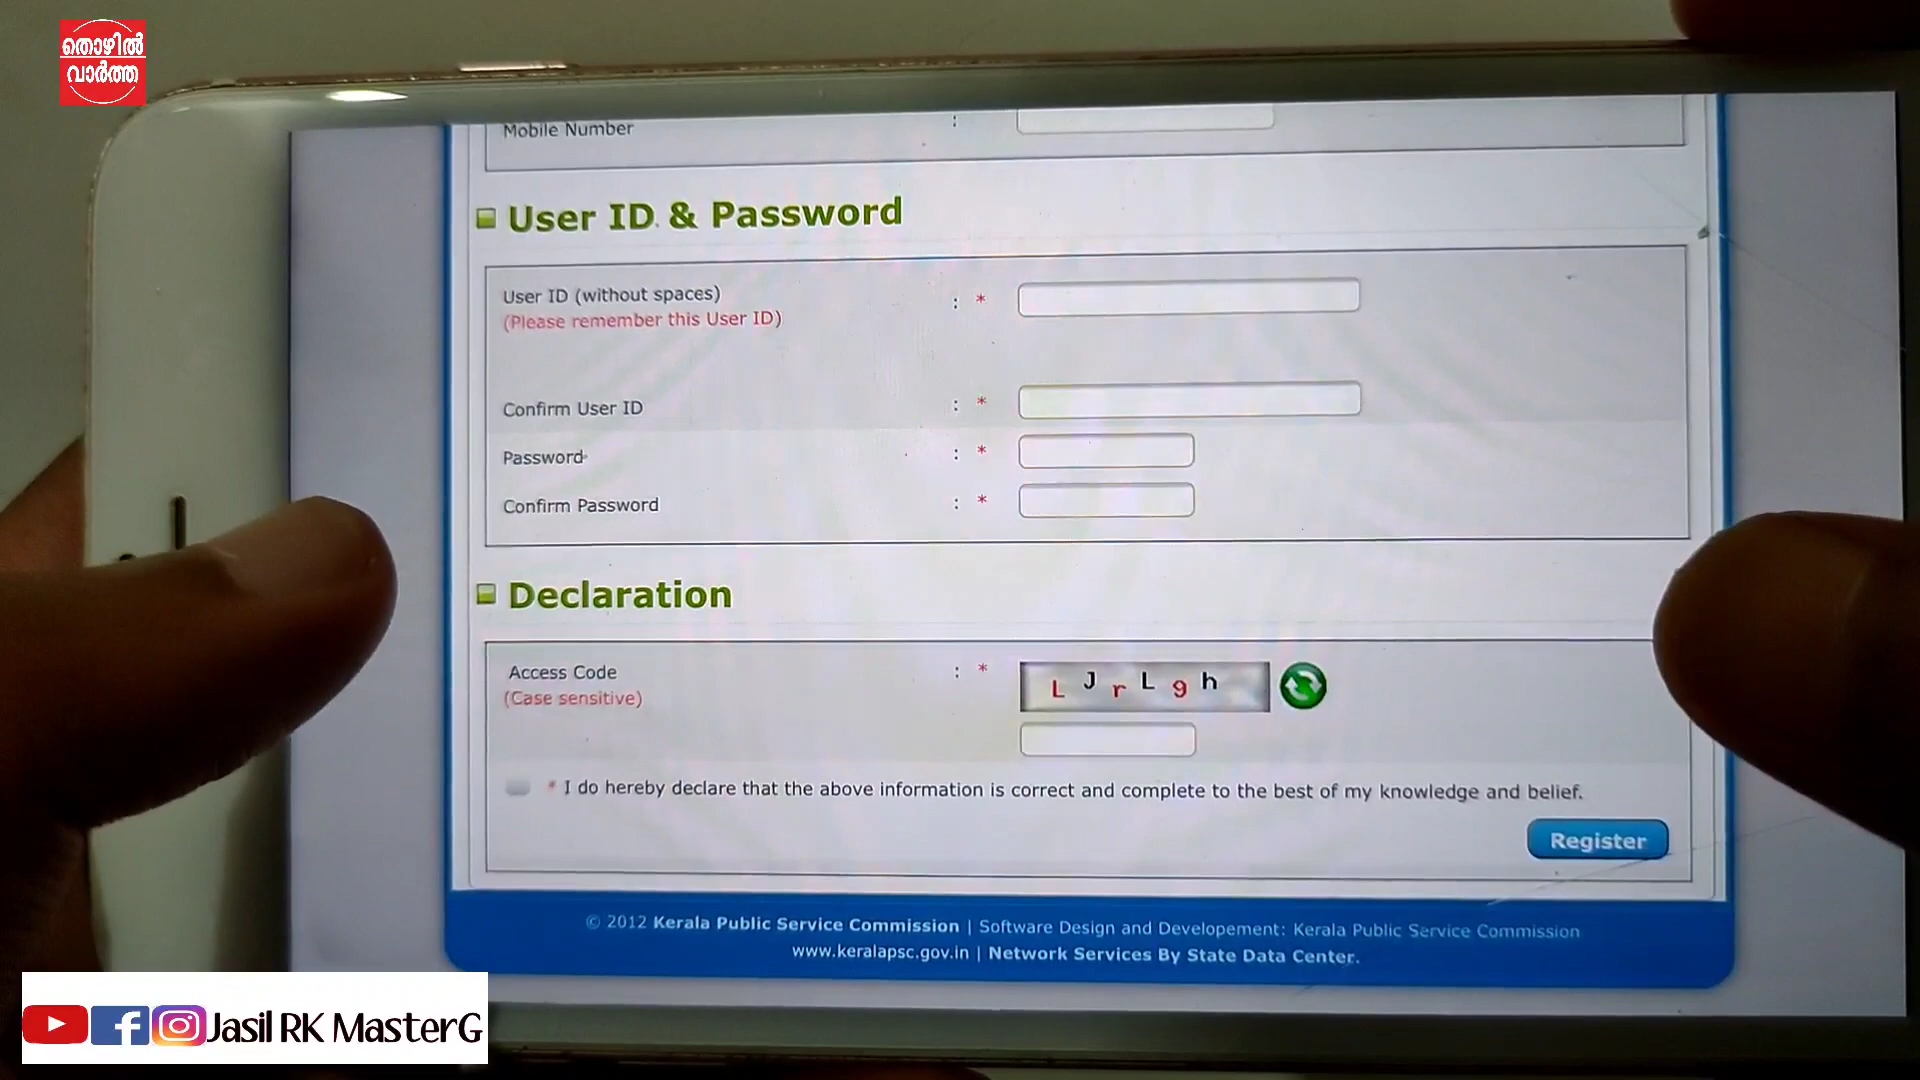 തൊഴിൽ
വാർത്ത
Mobile Number :
User ID & Password
User ID (without spaces) : *
(Please remember this User ID)
Confirm User ID : *
Password : *
Confirm Password : *
Declaration
Access Code : * L J r L 9 h
(Case sensitive)
* I do hereby declare that the above information is correct and complete to the best of my knowledge and belief.
Register
© 2012 Kerala Public Service Commission | Software Design and Developement: Kerala Public Service Commission
www.keralapsc.gov.in | Network Services By State Data Center.
Jasil RK MasterG